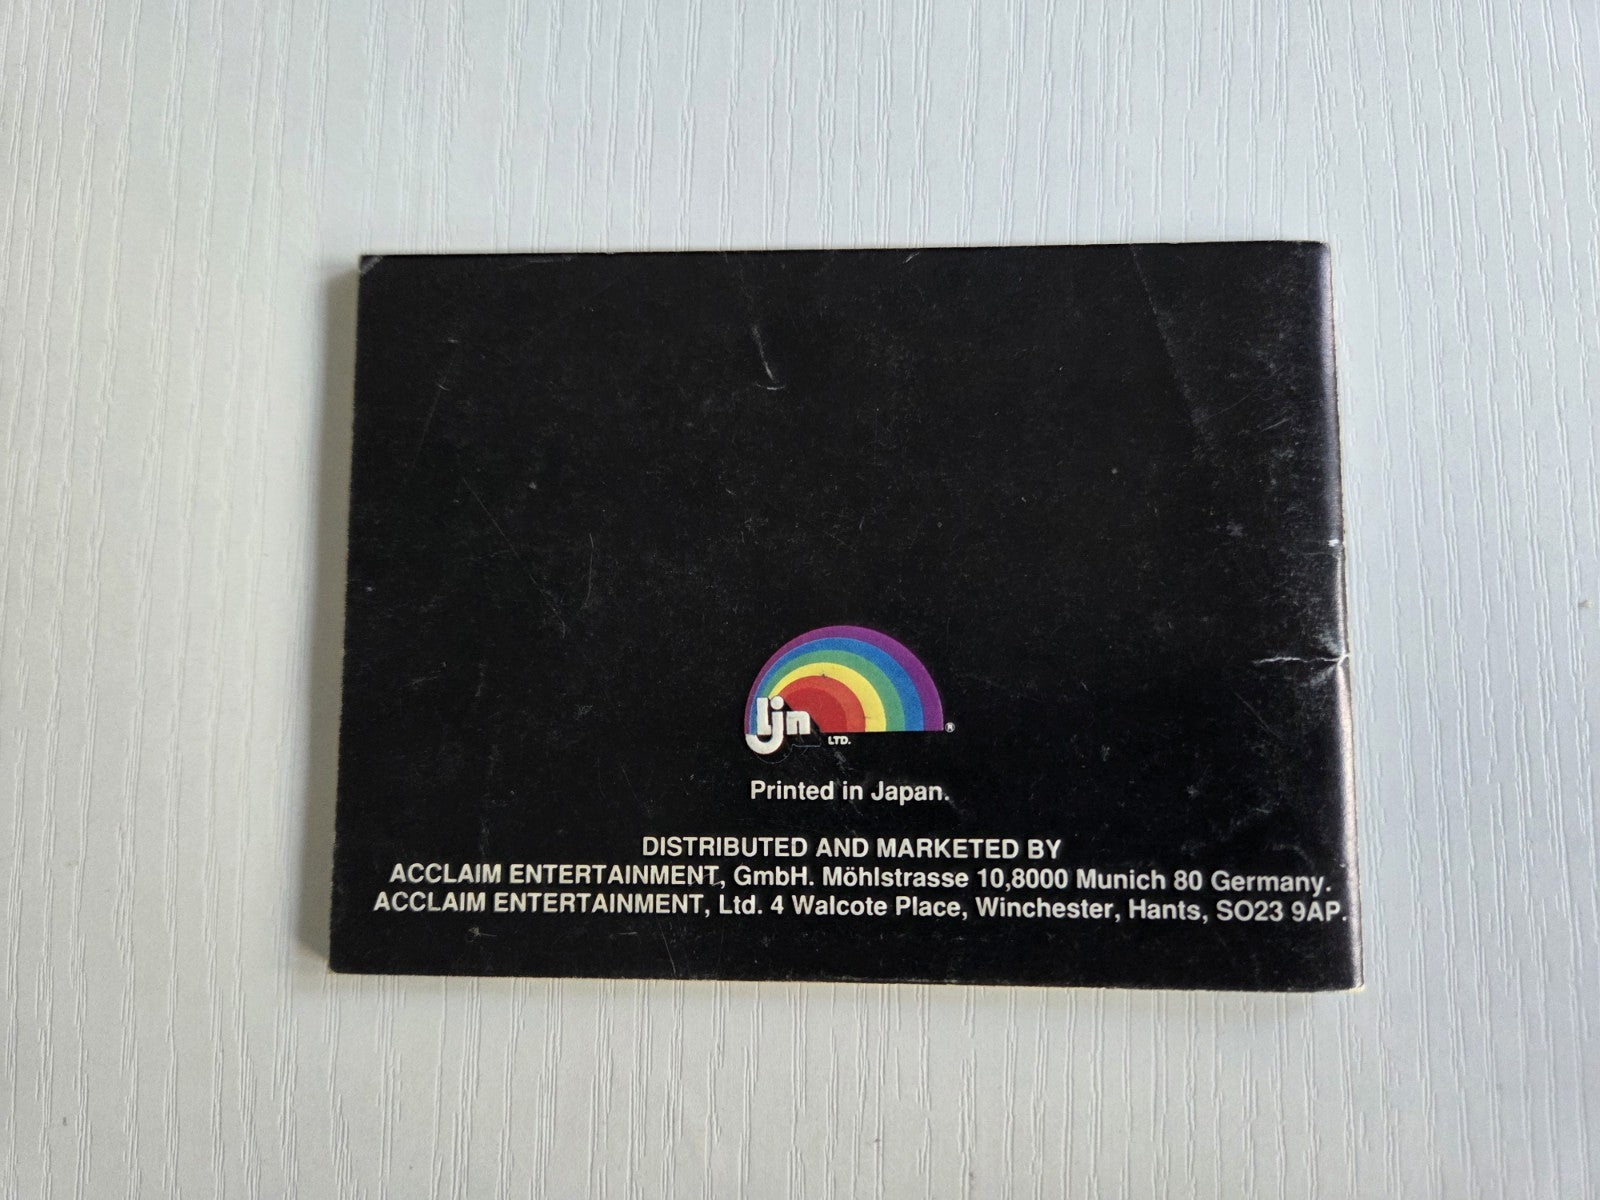 ljn
LTD. ®
Printed in Japan.
DISTRIBUTED AND MARKETED BY
ACCLAIM ENTERTAINMENT, GmbH. Möhlstrasse 10,8000 Munich 80 Germany.
ACCLAIM ENTERTAINMENT, Ltd. 4 Walcote Place, Winchester, Hants, SO23 9AP.